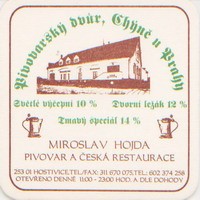 Pivovarský dvůr, Chýně u Prahy
Světlé výčepní 10 %
Dvorní ležák 12 %
Tmavý speciál 14 %
MIROSLAV HOJDA
PIVOVAR A ČESKÁ RESTAURACE
253 01 HOSTIVICE, TEL/FAX: 311 670 075, TEL.: 602 374 258
OTEVŘENO DENNĚ 11.00 - 23.00 HOD. A DLE DOHODY